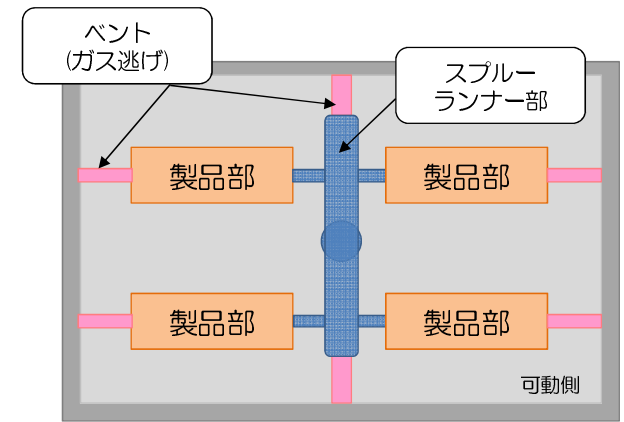 ベント
(ガス逃げ)
スプルー
ランナー部
製品部
製品部
製品部
製品部
可動側